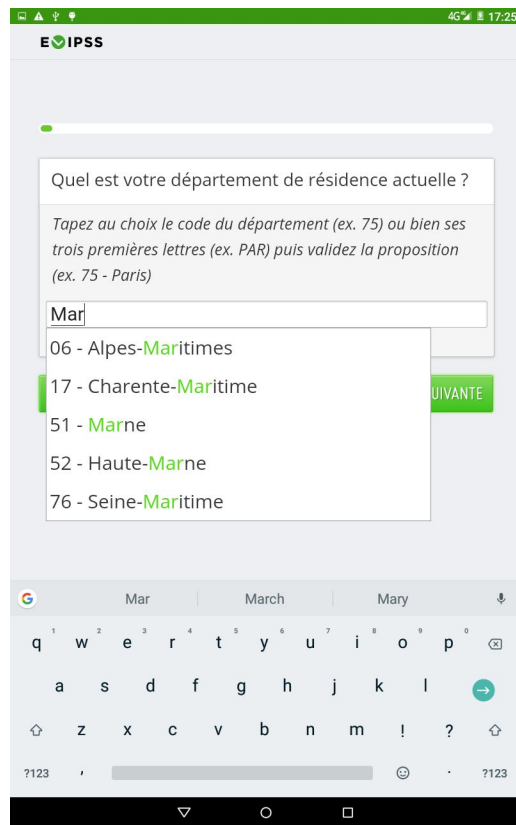 4G 17:25
E IPSS
Quel est votre département de résidence actuelle ?
Tapez au choix le code du département (ex. 75) ou bien ses
trois premières lettres (ex. PAR) puis validez la proposition
(ex. 75 - Paris)
Mar
06 - Alpes-Maritimes
17 - Charente-Maritime
UIVANTE
51 - Marne
52 - Haute-Marne
76 - Seine-Maritime
G Mar March Mary
q 1 w 2 e 3 r 4 t 5 y 6 u 7 i 8 o 9 p 0
a s d f g h j k l
z x c v b n m ! ?
?123 , . ?123